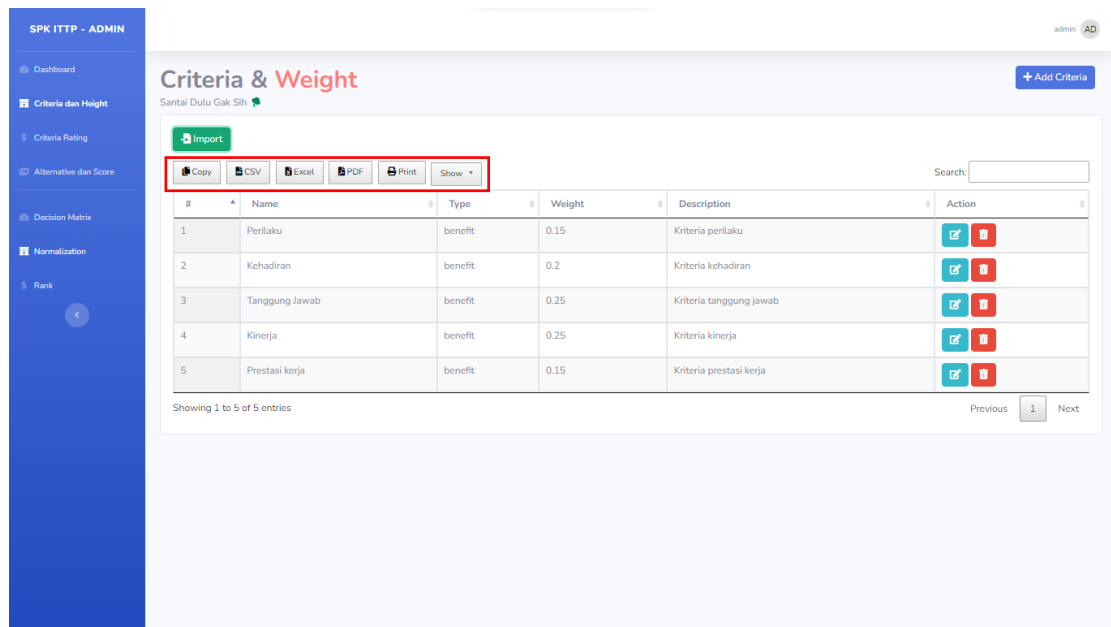 SPK ITTP - ADMIN
admin AD
Dashboard
Criteria dan Height
Criteria Rating
Alternative dan Score
Decision Matrix
Normalization
Rank
Criteria & Weight
+ Add Criteria
Santai Dulu Gak Sih
Import
Copy CSV Excel PDF Print Show
Search:
# Name Type Weight Description Action
1 Perilaku benefit 0.15 Kriteria perilaku
2 Kehadiran benefit 0.2 Kriteria kehadiran
3 Tanggung Jawab benefit 0.25 Kriteria tanggung jawab
4 Kinerja benefit 0.25 Kriteria kinerja
5 Prestasi kerja benefit 0.15 Kriteria prestasi kerja
Showing 1 to 5 of 5 entries
Previous 1 Next